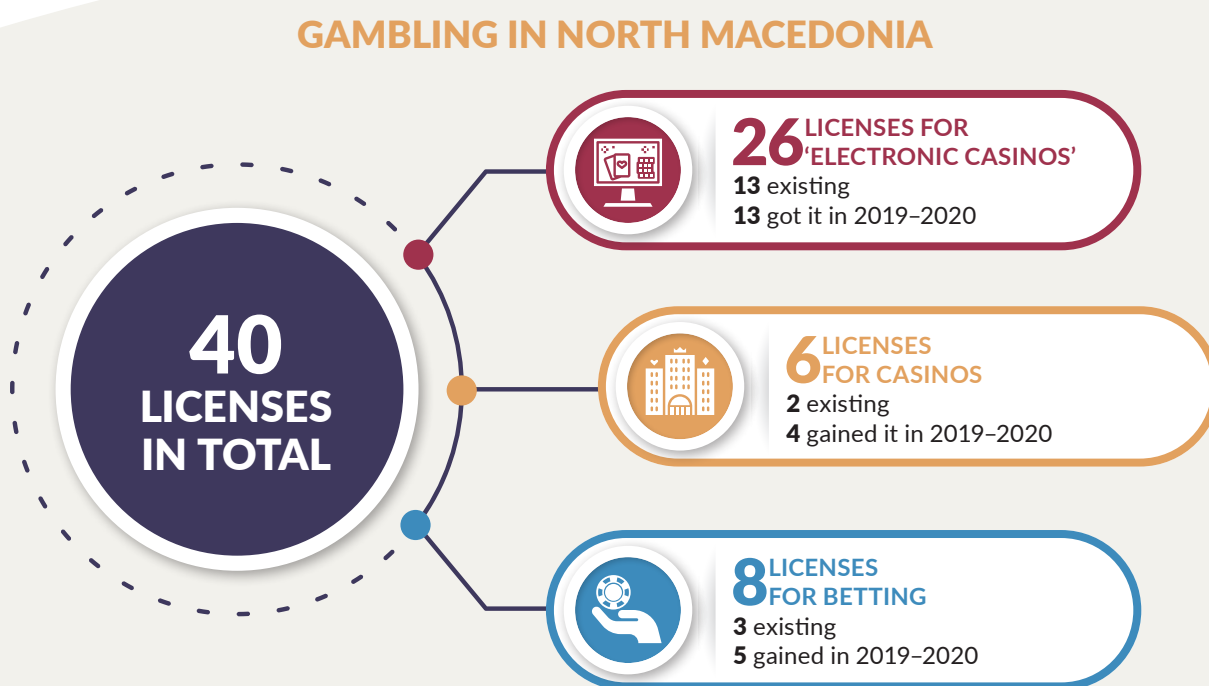 GAMBLING IN NORTH MACEDONIA
40
LICENSES
IN TOTAL
26 LICENSES FOR
‘ELECTRONIC CASINOS’
13 existing
13 got it in 2019–2020
6 LICENSES
FOR CASINOS
2 existing
4 gained it in 2019–2020
8 LICENSES
FOR BETTING
3 existing
5 gained in 2019–2020